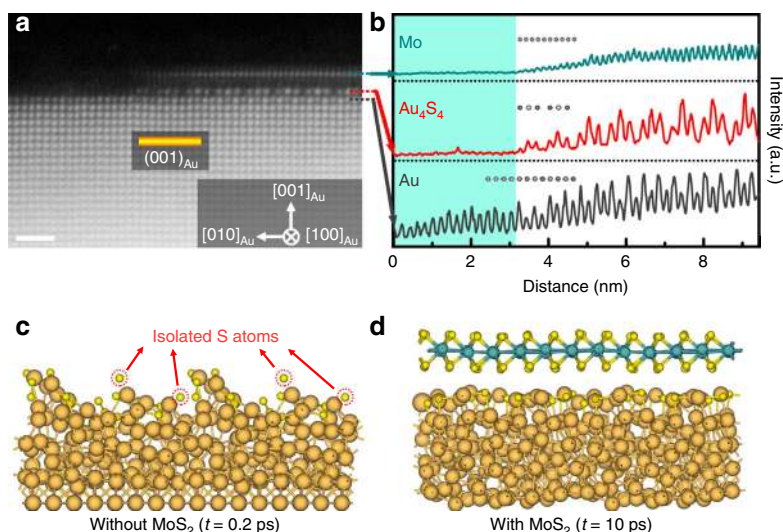 a
(001)Au
[001]Au
[010]Au
[100]Au
b
Mo
Au4S4
Au
Intensity (a.u.)
0 2 4 6 8
Distance (nm)
c
Isolated S atoms
Without MoS2 (t = 0.2 ps)
d
With MoS2 (t = 10 ps)